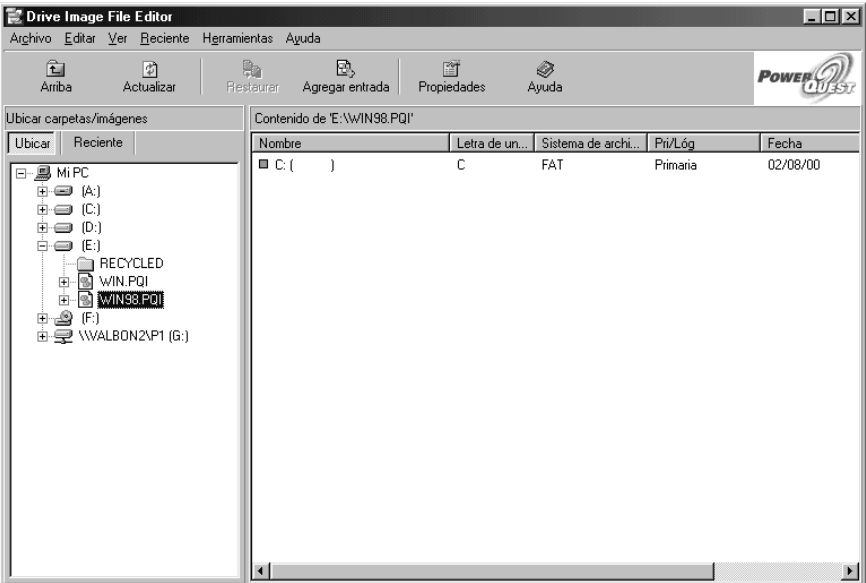 Drive Image File Editor
Archivo Editar Ver Reciente Herramientas Ayuda
Arriba Actualizar Restaurar Agregar entrada Propiedades Ayuda
POWERQUEST
Ubicar carpetas/imágenes Contenido de 'E:\WIN98.PQI'
Ubicar Reciente
Nombre Letra de un... Sistema de archi... Pri/Lóg Fecha
C: ( ) C FAT Primaria 02/08/00
Mi PC
(A:)
(C:)
(D:)
(E:)
RECYCLED
WIN.PQI
WIN98.PQI
(F:)
\\VALBON2\P1 (G:)